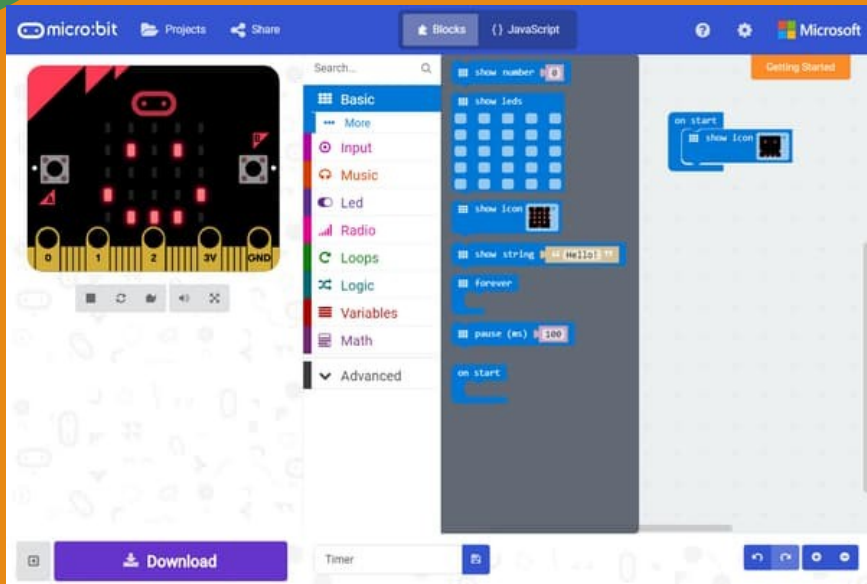 micro:bit
Projects
Share
Blocks
{} JavaScript
Microsoft
Search...
Basic
More
Input
Music
Led
Radio
Loops
Logic
Variables
Math
Advanced
show number 0
show leds
show icon
show string " Hello! "
forever
pause (ms) 100
on start
Getting Started
on start
show icon
A
B
0 1 2 3V GND
Download
Timer